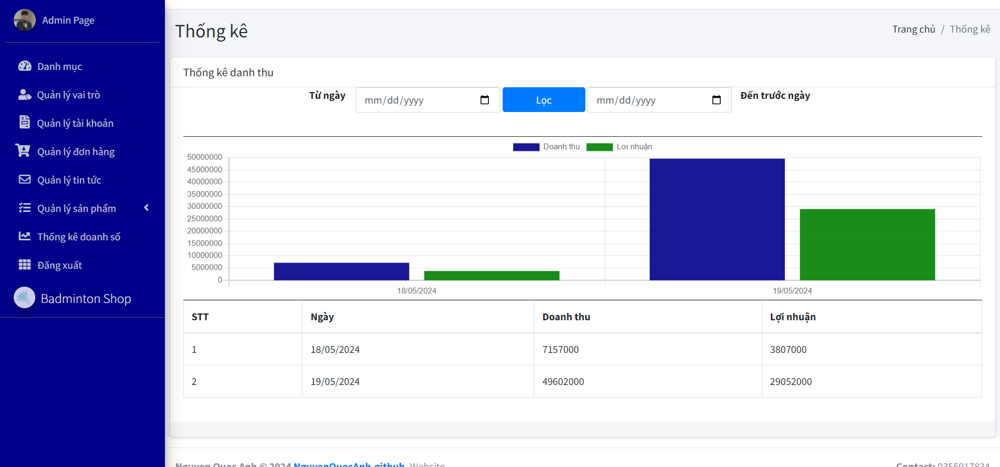 Admin Page
Danh mục
Quản lý vai trò
Quản lý tài khoản
Quản lý đơn hàng
Quản lý tin tức
Quản lý sản phẩm
Thống kê doanh số
Đăng xuất
Badminton Shop
Thống kê
Trang chủ / Thống kê
Thống kê danh thu
Từ ngày mm/dd/yyyy Lọc mm/dd/yyyy Đến trước ngày
Doanh thu Lợi nhuận
50000000
45000000
40000000
35000000
30000000
25000000
20000000
15000000
10000000
5000000
0
18/05/2024 19/05/2024
STT Ngày Doanh thu Lợi nhuận
1 18/05/2024 7157000 3807000
2 19/05/2024 49602000 29052000
Nguyen Quoc Anh © 2024 NguyenQuocAnh.github Website
Contact: 0355917834